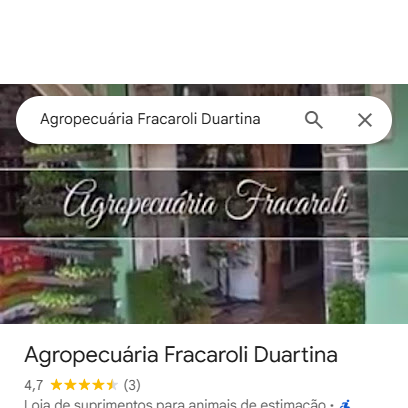 Agropecuária Fracaroli Duartina
Agropecuária Fracaroli
Agropecuária Fracaroli Duartina
4,7 (3)
Loja de suprimentos para animais de estimação ·